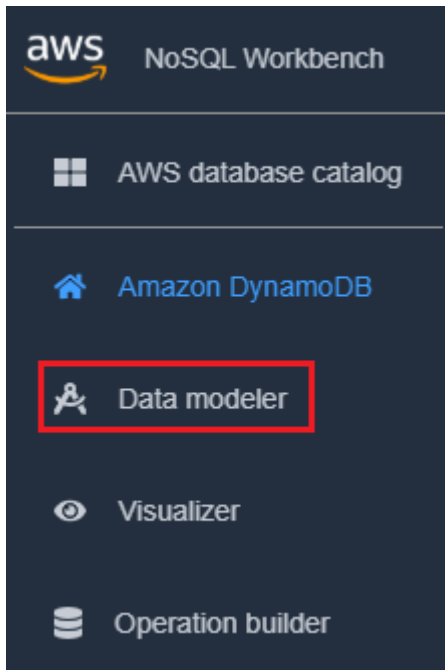 aws NoSQL Workbench
AWS database catalog
Amazon DynamoDB
Data modeler
Visualizer
Operation builder